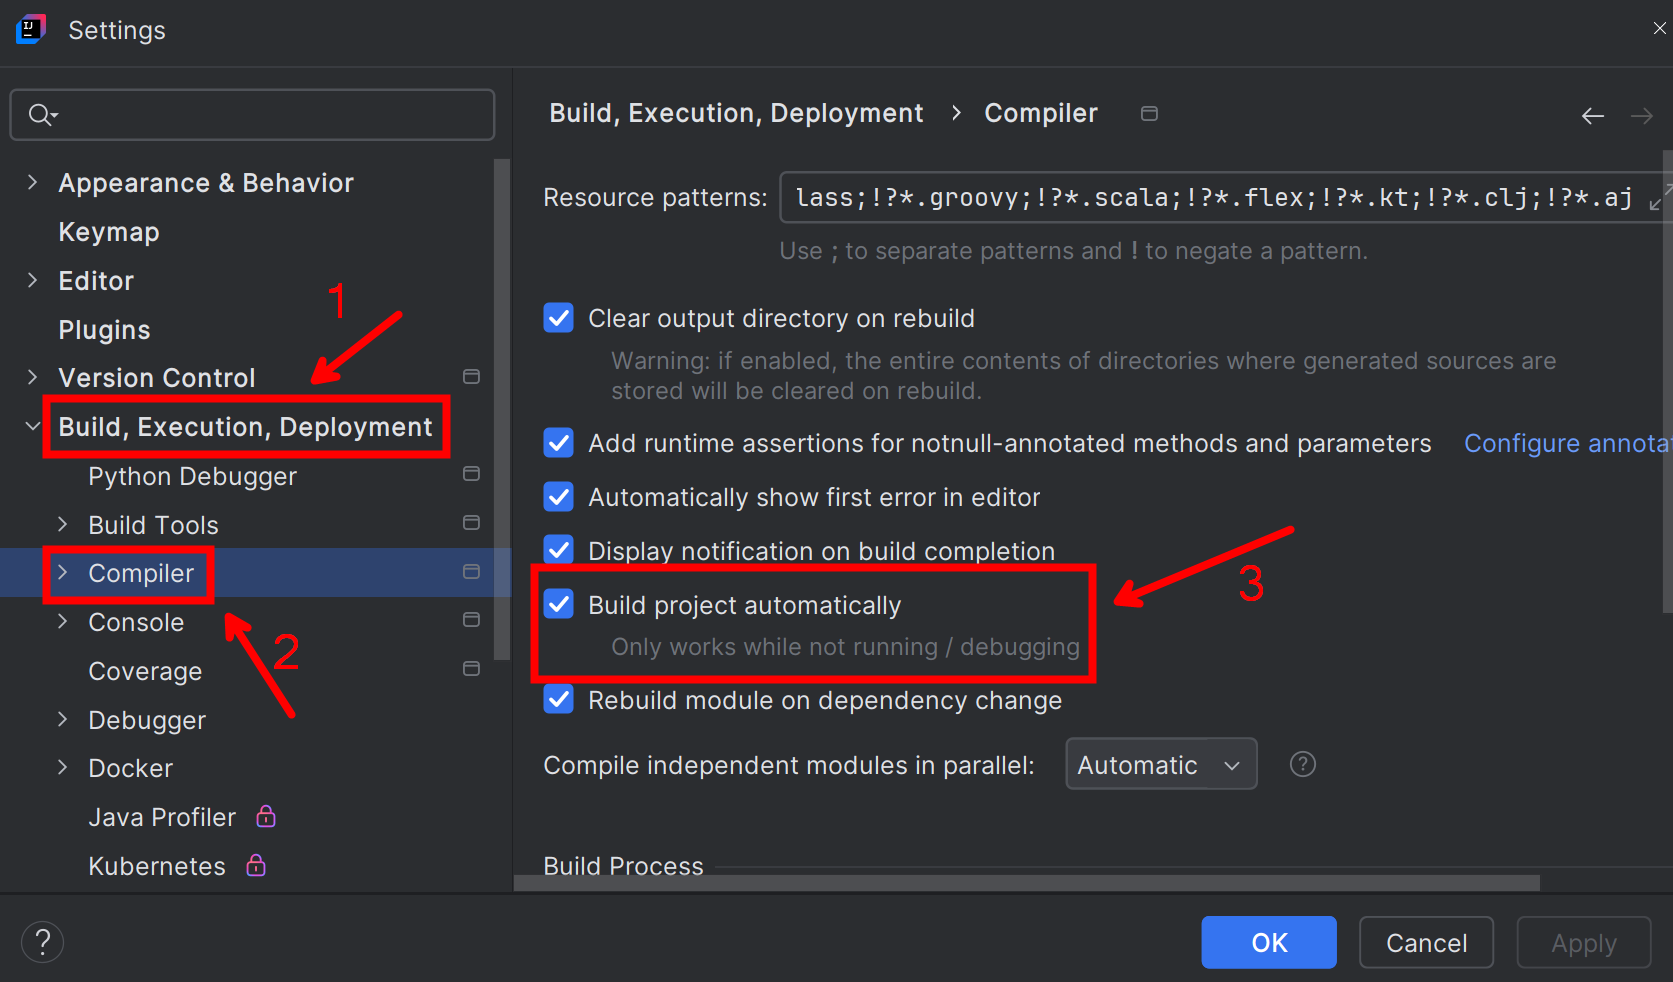 Settings
Appearance & Behavior
Keymap
Editor
Plugins
Version Control
Build, Execution, Deployment
Python Debugger
Build Tools
Compiler
Console
Coverage
Debugger
Docker
Java Profiler
Kubernetes
1
2
Build, Execution, Deployment › Compiler
Resource patterns: lass;!?*.groovy;!?*.scala;!?*.flex;!?*.kt;!?*.clj;!?*.aj
Use ; to separate patterns and ! to negate a pattern.
Clear output directory on rebuild
Warning: if enabled, the entire contents of directories where generated sources are
stored will be cleared on rebuild.
Add runtime assertions for notnull-annotated methods and parameters Configure annota
Automatically show first error in editor
Display notification on build completion
Build project automatically
Only works while not running / debugging
3
Rebuild module on dependency change
Compile independent modules in parallel: Automatic ?
Build Process
? OK Cancel Apply